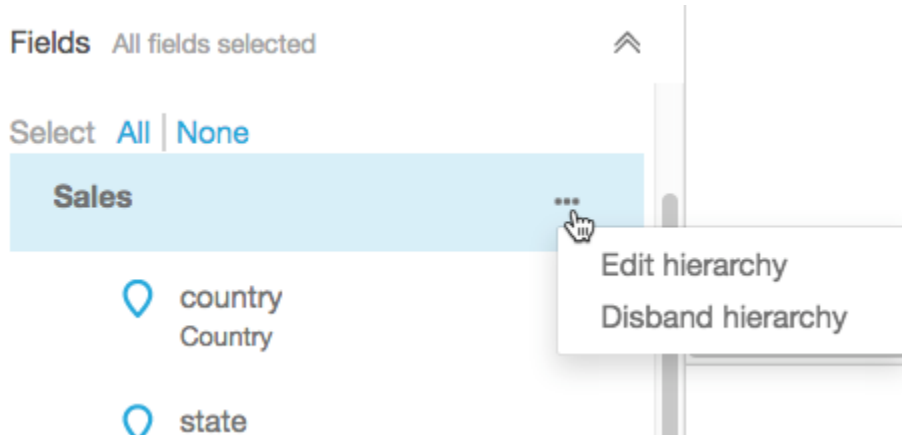 Fields All fields selected
Select All None
Sales
Edit hierarchy
country
Disband hierarchy
Country
state